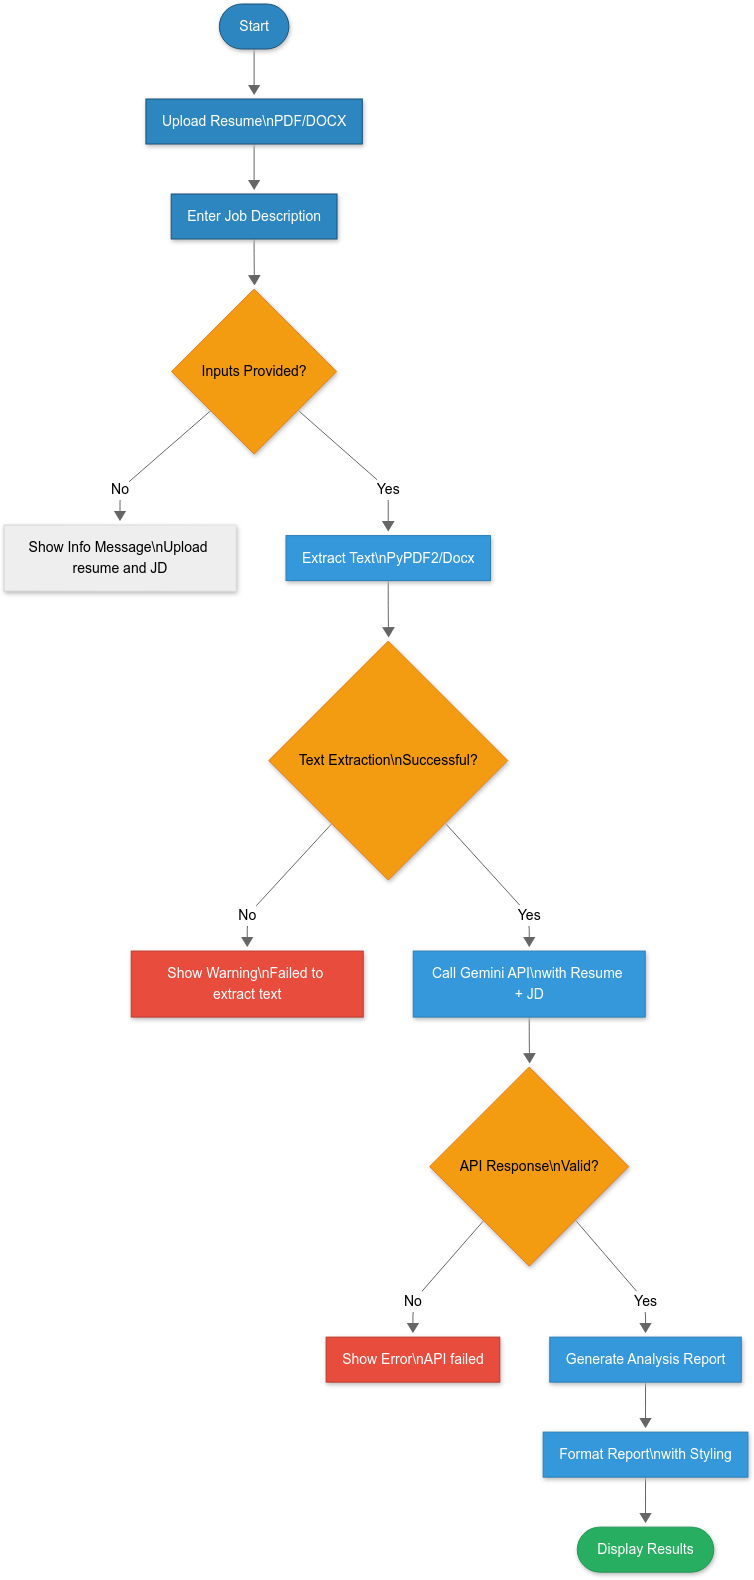 Start
Upload Resume\nPDF/DOCX
Enter Job Description
Inputs Provided?
No
Yes
Show Info Message\nUpload
resume and JD
Extract Text\nPyPDF2/Docx
Text Extraction\nSuccessful?
No
Yes
Show Warning\nFailed to
extract text
Call Gemini API\nwith Resume
+ JD
API Response\nValid?
No
Yes
Show Error\nAPI failed
Generate Analysis Report
Format Report\nwith Styling
Display Results